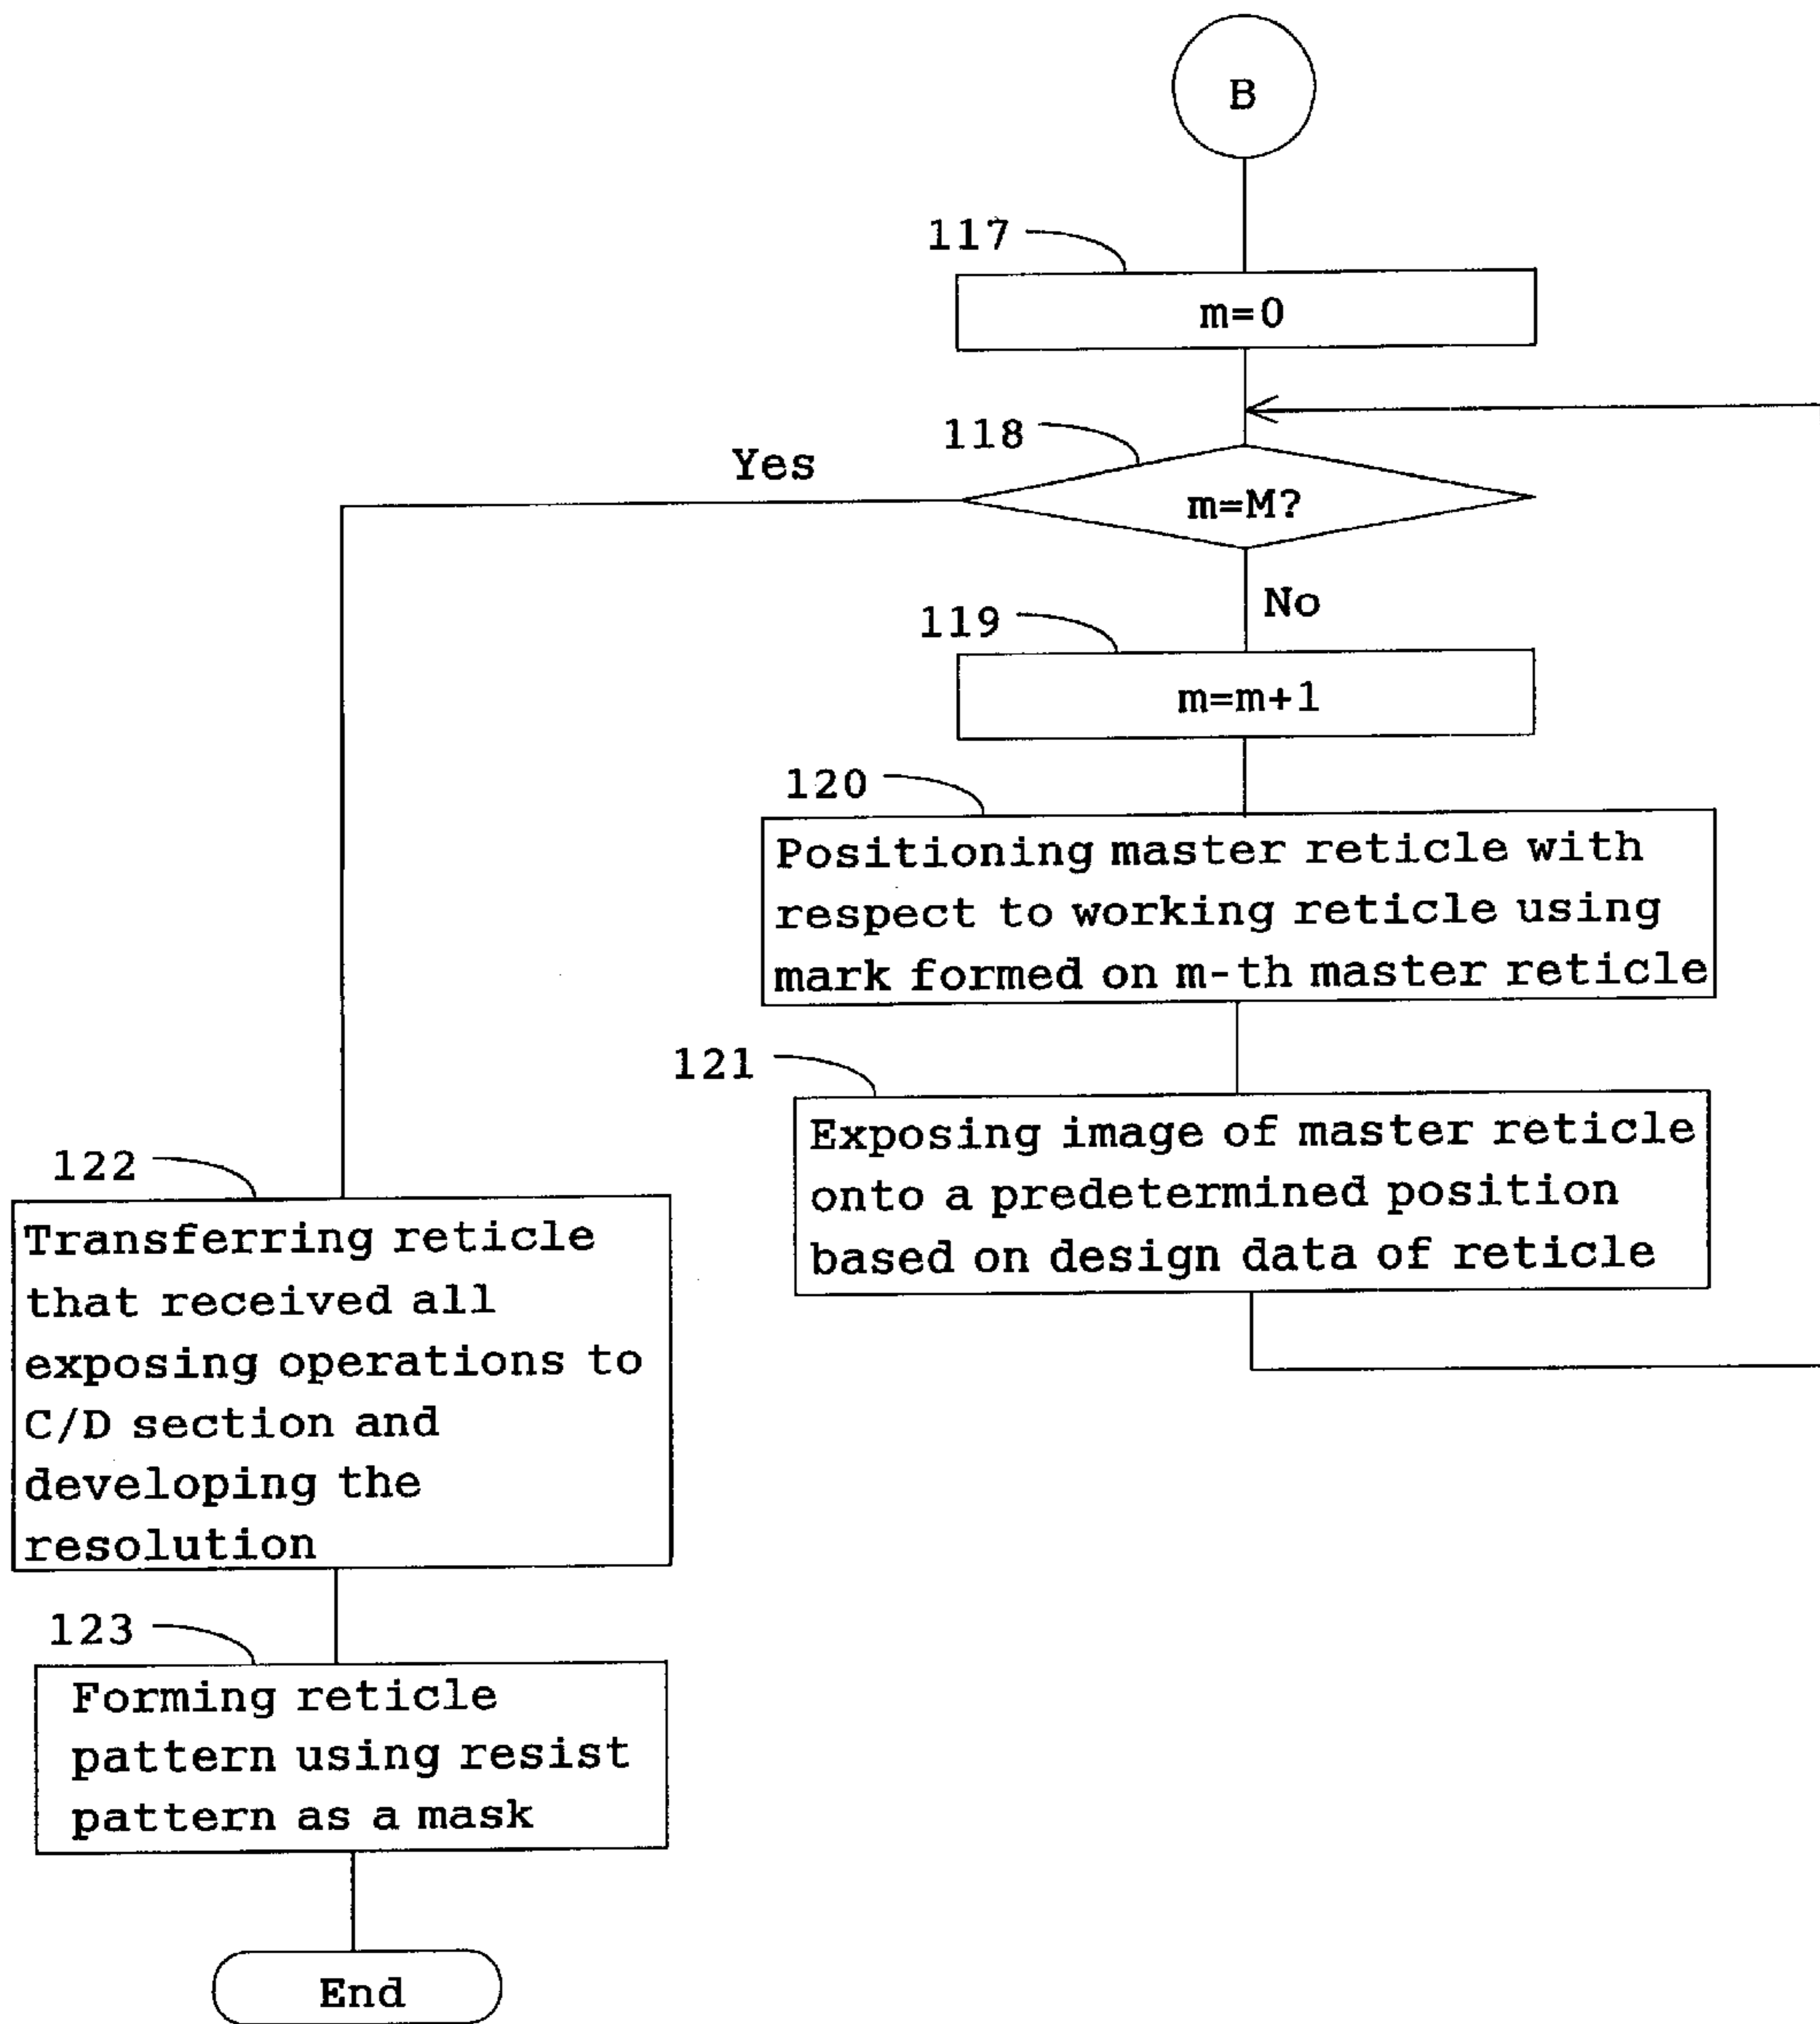 B
117
m=0
118
Yes
m=M?
No
119
m=m+1
120
Positioning master reticle with
respect to working reticle using
mark formed on m-th master reticle
121
Exposing image of master reticle
onto a predetermined position
based on design data of reticle
122
Transferring reticle
that received all
exposing operations to
C/D section and
developing the
resolution
123
Forming reticle
pattern using resist
pattern as a mask
End